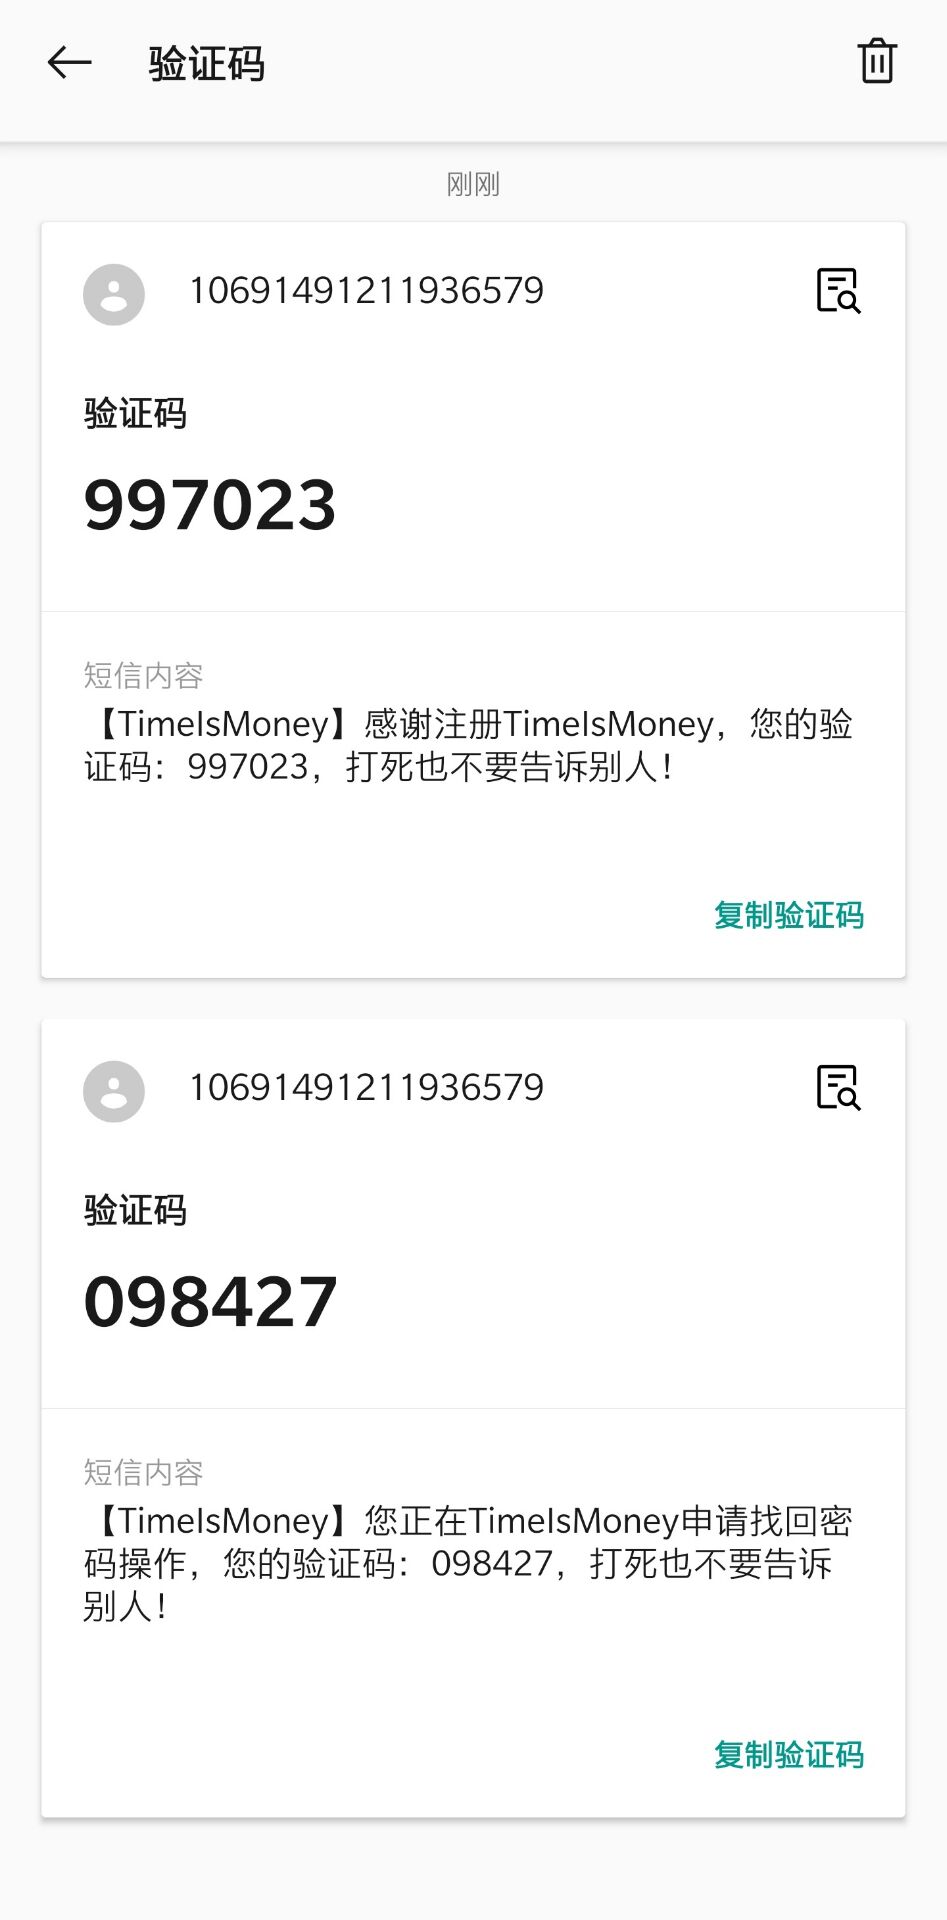 验证码
刚刚
10691491211936579
验证码
997023
短信内容
【TimeIsMoney】感谢注册TimeIsMoney，您的验
证码：997023，打死也不要告诉别人！
复制验证码
10691491211936579
验证码
098427
短信内容
【TimeIsMoney】您正在TimeIsMoney申请找回密
码操作，您的验证码：098427，打死也不要告诉
别人！
复制验证码